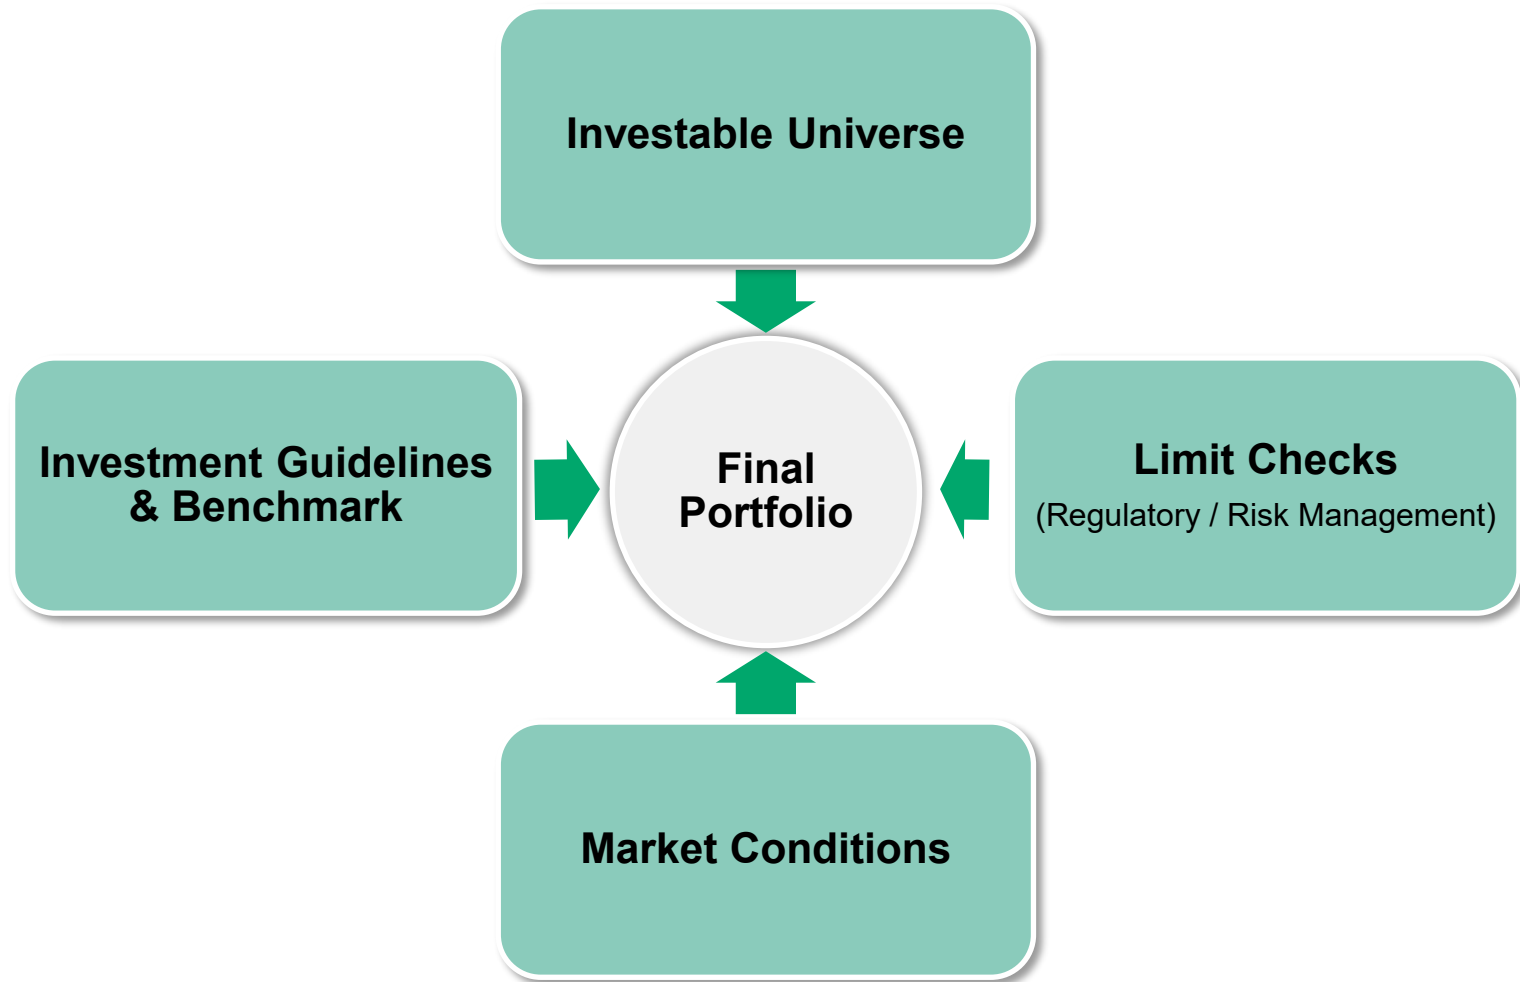 Investable Universe
Investment Guidelines
& Benchmark
Final
Portfolio
Limit Checks
(Regulatory / Risk Management)
Market Conditions